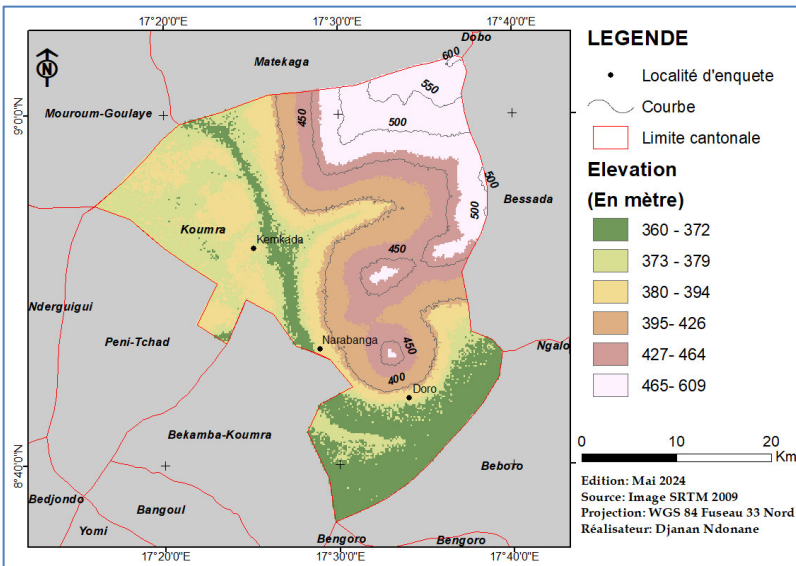 17°20'0"E
17°30'0"E
17°40'0"E
Dobo
600
Matekaga
550
Mouroum-Goulaye
9°0'0"N
450
500
500
Bessada
500
Koumra
Kemkada
450
Nderguigui
Peni-Tchad
Narabanga
450
Ngalo
400
Doro
Bekamba-Koumra
Beboro
8°40'0"N
Bedjondo
Bangoul
Yomi
Bengoro
Bengoro
17°20'0"E
17°30'0"E
17°40'0"E
N
LEGENDE
Localité d'enquete
Courbe
Limite cantonale
Elevation
(En mètre)
360 - 372
373 - 379
380 - 394
395- 426
427 - 464
465- 609
0 10 20
Km
Edition: Mai 2024
Source: Image SRTM 2009
Projection: WGS 84 Fuseau 33 Nord
Réalisateur: Djanan Ndonane